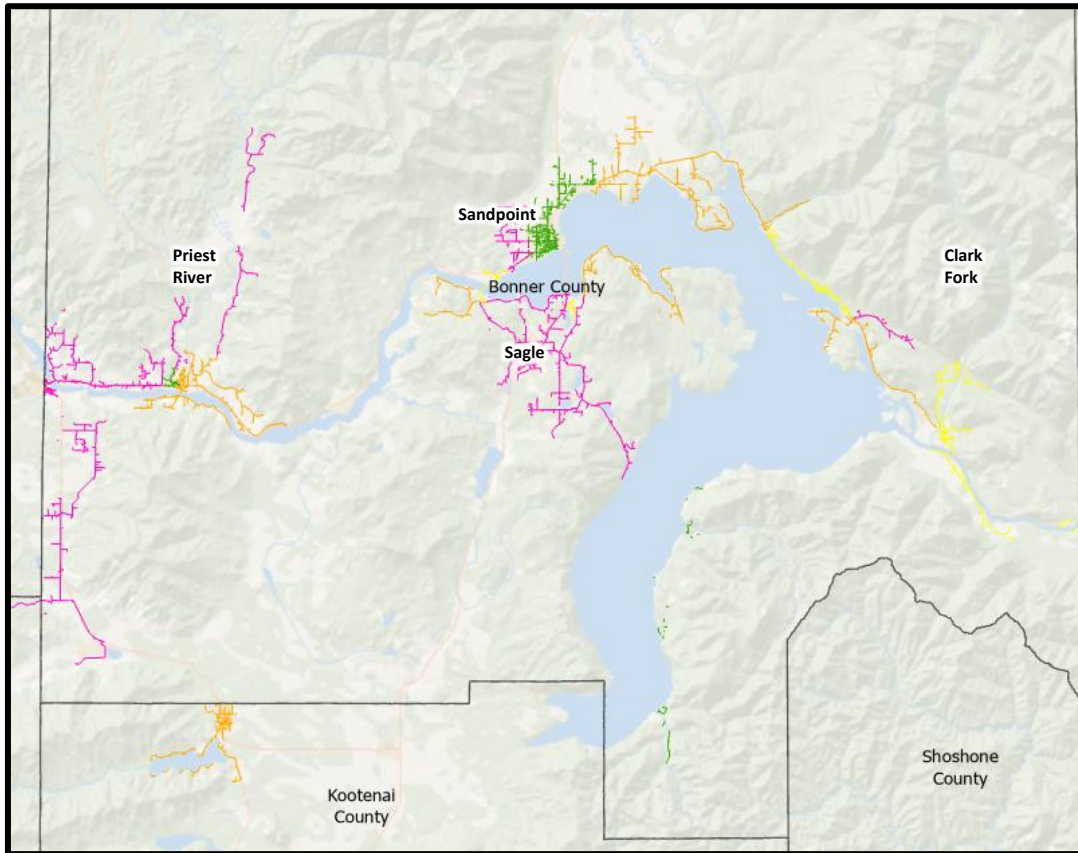 Sandpoint
Priest
River
Clark
Fork
Bonner County
Sagle
Kootenai
County
Shoshone
County